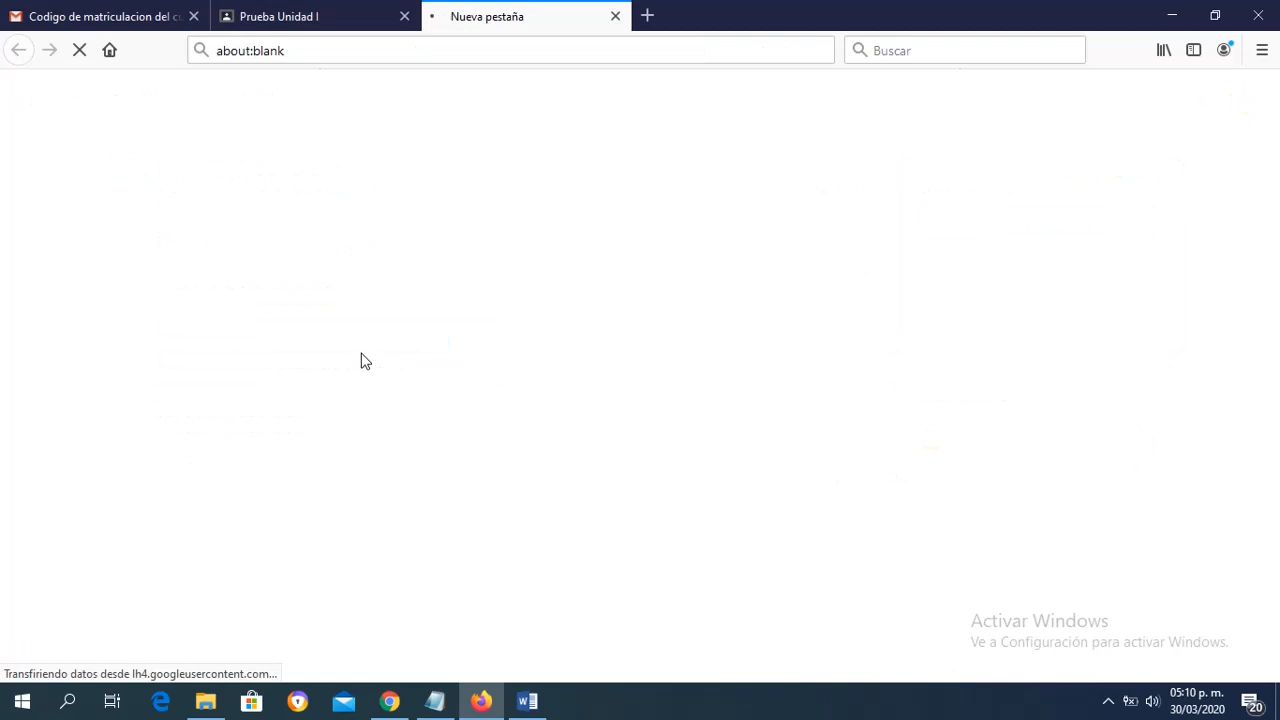 Codigo de matriculacion del cu
Prueba Unidad I
Nueva pestaña
about:blank
Buscar
Activar Windows
Ve a Configuración para activar Windows.
Transfiriendo datos desde lh4.googleusercontent.com...
05:10 p. m.
30/03/2020
20